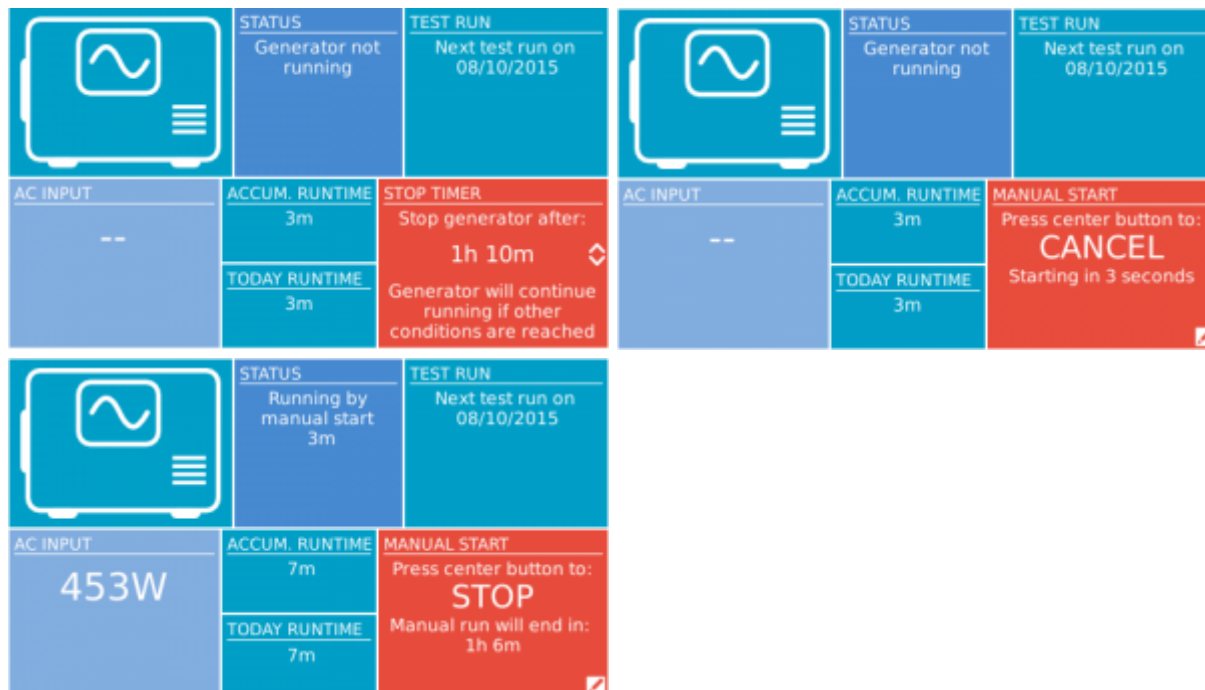 STATUS
Generator not
running
TEST RUN
Next test run on
08/10/2015
AC INPUT
--
ACCUM. RUNTIME
3m
TODAY RUNTIME
3m
STOP TIMER
Stop generator after:
1h 10m
Generator will continue
running if other
conditions are reached
STATUS
Generator not
running
TEST RUN
Next test run on
08/10/2015
AC INPUT
--
ACCUM. RUNTIME
3m
TODAY RUNTIME
3m
MANUAL START
Press center button to:
CANCEL
Starting in 3 seconds
STATUS
Running by
manual start
3m
TEST RUN
Next test run on
08/10/2015
AC INPUT
453W
ACCUM. RUNTIME
7m
TODAY RUNTIME
7m
MANUAL START
Press center button to:
STOP
Manual run will end in:
1h 6m